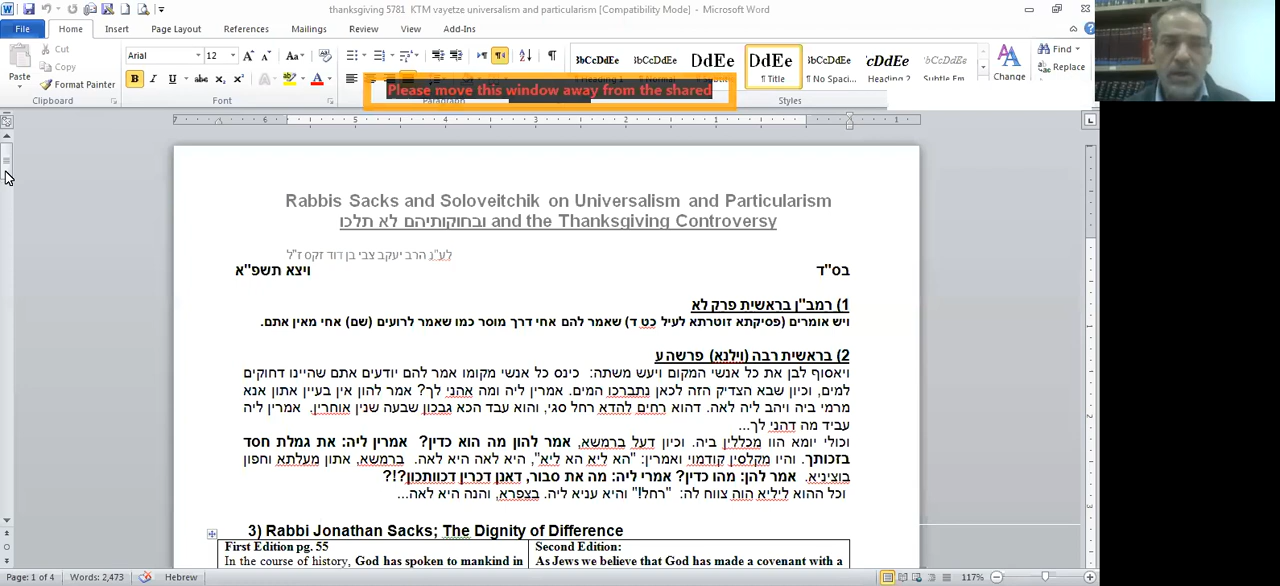 thanksgiving 5781 KTM vayetze universialism and particularism [Compatibility Mode] - Microsoft Word
File Home Insert Page Layout References Mailings Review View Add-Ins
Paste
Cut
Copy
Format Painter
Clipboard
Arial 12
Font
Please move this window away from the shared
Paragraph
¶ Heading 1
¶ Normal
¶ Title
¶ No Spaci...
Heading 2
Subtle Em...
Styles
Change
Find
Replace
Rabbis Sacks and Soloveitchik on Universalism and Particularism
ובחוקותיהם לא תלכו and the Thanksgiving Controversy
לע"נ הרב יעקב צבי בן דוד זקס ז"ל
בס"ד ויצא תשפ"א
1) רמב"ן בראשית פרק לא
ויש אומרים (פסיקתא זוטרתא לעיל כט ד) שאמר להם אחי דרך מוסר כמו שאמר לרועים (שם) אחי מאין אתם.
2) בראשית רבה (וילנא) פרשה ע
ויאסוף לבן את כל אנשי המקום ויעש משתה: כינס כל אנשי מקומו אמר להם יודעים אתם שהיינו דחוקים
למים, וכיון שבא הצדיק הזה לכאן נתברכו המים. אמרין ליה ומה אהני לך? אמר להון אין בעיין אתון אנא
מרמי ביה ויהב ליה לאה. דהוא רחים להדא רחל סגי, והוא עבד הכא גבכון שבעה שנין אוחרין. אמרין ליה
עביד מה דהני לך...
וכולי יומא הוו מכללין ביה. וכיון דעל ברמשא, אמר להון מה הוא כדין? אמרין ליה: את גמלת חסד
בזכותך. והיו מקלסין קודמוי ואמרין: "הא ליא הא ליא", היא לאה היא לאה. ברמשא, אתון מעלתא וחפון
בוציניא. אמר להן: מהו כדין? אמרי ליה: מה את סבור, דאנן דכרין דכוותכון?!?
וכל ההוא ליליא הוה צווח לה: "רחל!" והיא עניא ליה. בצפרא, והנה היא לאה...
3) Rabbi Jonathan Sacks; The Dignity of Difference
First Edition pg. 55 Second Edition:
In the course of history, God has spoken to mankind in As Jews we believe that God has made a covenant with a
Page: 1 of 4 Words: 2,473 Hebrew 117%